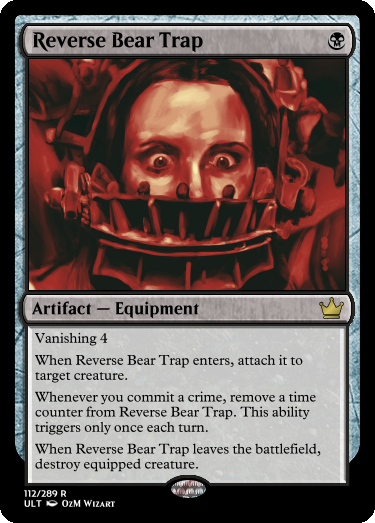 Reverse Bear Trap
Artifact — Equipment
Vanishing 4
When Reverse Bear Trap enters, attach it to
target creature.
Whenever you commit a crime, remove a time
counter from Reverse Bear Trap. This ability
triggers only once each turn.
When Reverse Bear Trap leaves the battlefield,
destroy equipped creature.
112/289 R
ULT OzM Wizart